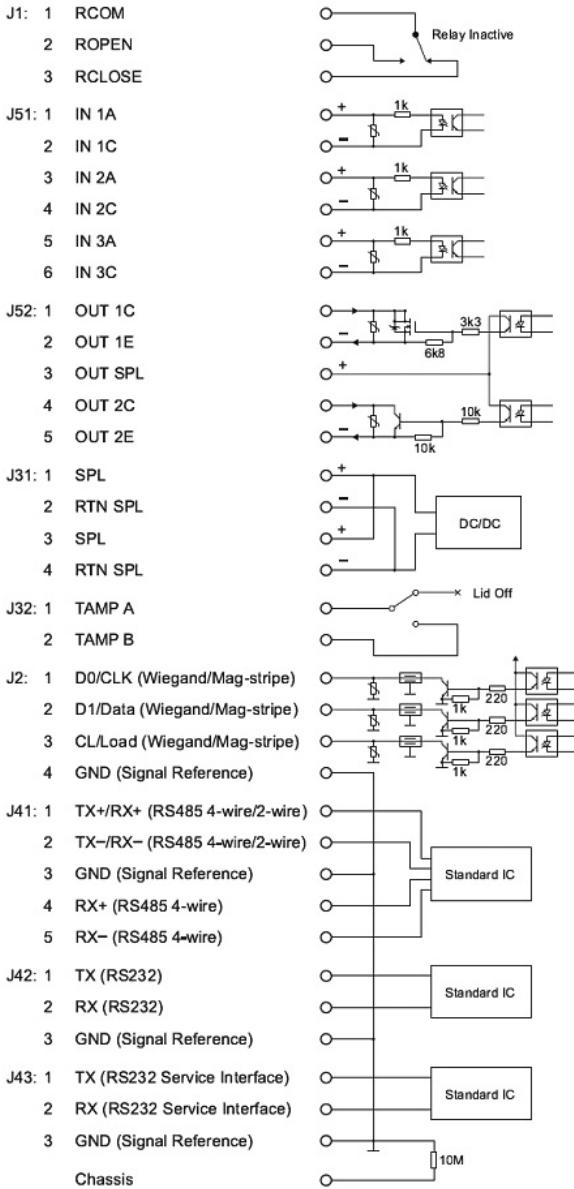 J1: 1 RCOM
2 ROPEN
Relay Inactive
3 RCLOSE
J51: 1 IN 1A + 1k
2 IN 1C −
3 IN 2A + 1k
4 IN 2C −
5 IN 3A + 1k
6 IN 3C −
J52: 1 OUT 1C 3k3
2 OUT 1E − 6k8
3 OUT SPL +
4 OUT 2C 10k
5 OUT 2E − 10k
J31: 1 SPL +
2 RTN SPL −
DC/DC
3 SPL +
4 RTN SPL −
J32: 1 TAMP A
Lid Off
2 TAMP B
J2: 1 D0/CLK (Wiegand/Mag-stripe) 1k 220
2 D1/Data (Wiegand/Mag-stripe) 1k 220
3 CL/Load (Wiegand/Mag-stripe) 1k 220
4 GND (Signal Reference)
J41: 1 TX+/RX+ (RS485 4-wire/2-wire)
2 TX−/RX− (RS485 4-wire/2-wire)
3 GND (Signal Reference) Standard IC
4 RX+ (RS485 4-wire)
5 RX− (RS485 4-wire)
J42: 1 TX (RS232)
Standard IC
2 RX (RS232)
3 GND (Signal Reference)
J43: 1 TX (RS232 Service Interface)
Standard IC
2 RX (RS232 Service Interface)
3 GND (Signal Reference)
10M
Chassis